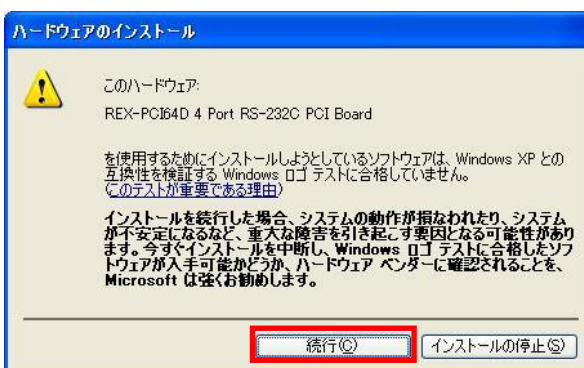 ハードウェアのインストール
このハードウェア:
REX-PCI64D 4 Port RS-232C PCI Board
を使用するためにインストールしようとしているソフトウェアは、Windows XP との
互換性を検証する Windows ロゴ テストに合格していません。
(このテストが重要である理由)
インストールを続行した場合、システムの動作が損なわれたり、システム
が不安定になるなど、重大な障害を引き起こす要因となる可能性があり
ます。今すぐインストールを中断し、Windows ロゴ テストに合格したソフ
トウェアが入手可能かどうか、ハードウェア ベンダーに確認されることを、
Microsoft は強くお勧めします。
続行(C)
インストールの停止(S)